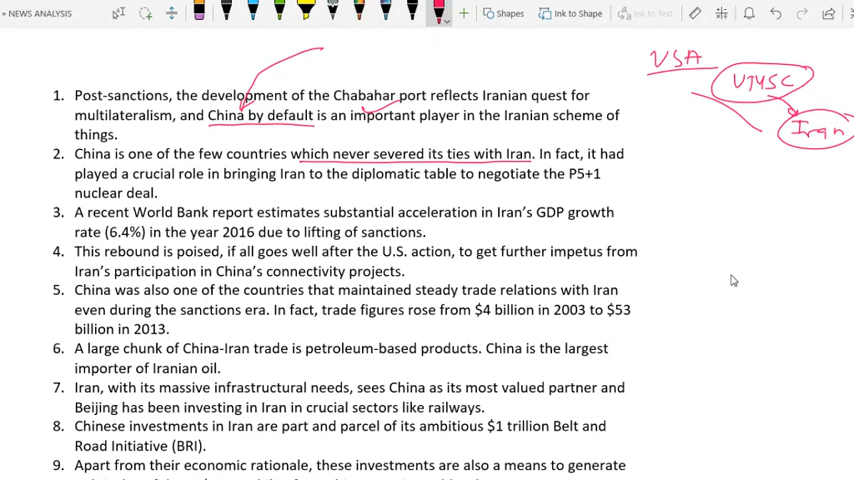 » NEWS ANALYSIS
Shapes
Ink to Shape
Ink to Text
USA
UNSC
Iran
1. Post-sanctions, the development of the Chabahar port reflects Iranian quest for
multilateralism, and China by default is an important player in the Iranian scheme of
things.
2. China is one of the few countries which never severed its ties with Iran. In fact, it had
played a crucial role in bringing Iran to the diplomatic table to negotiate the P5+1
nuclear deal.
3. A recent World Bank report estimates substantial acceleration in Iran's GDP growth
rate (6.4%) in the year 2016 due to lifting of sanctions.
4. This rebound is poised, if all goes well after the U.S. action, to get further impetus from
Iran's participation in China's connectivity projects.
5. China was also one of the countries that maintained steady trade relations with Iran
even during the sanctions era. In fact, trade figures rose from $4 billion in 2003 to $53
billion in 2013.
6. A large chunk of China-Iran trade is petroleum-based products. China is the largest
importer of Iranian oil.
7. Iran, with its massive infrastructural needs, sees China as its most valued partner and
Beijing has been investing in Iran in crucial sectors like railways.
8. Chinese investments in Iran are part and parcel of its ambitious $1 trillion Belt and
Road Initiative (BRI).
9. Apart from their economic rationale, these investments are also a means to generate